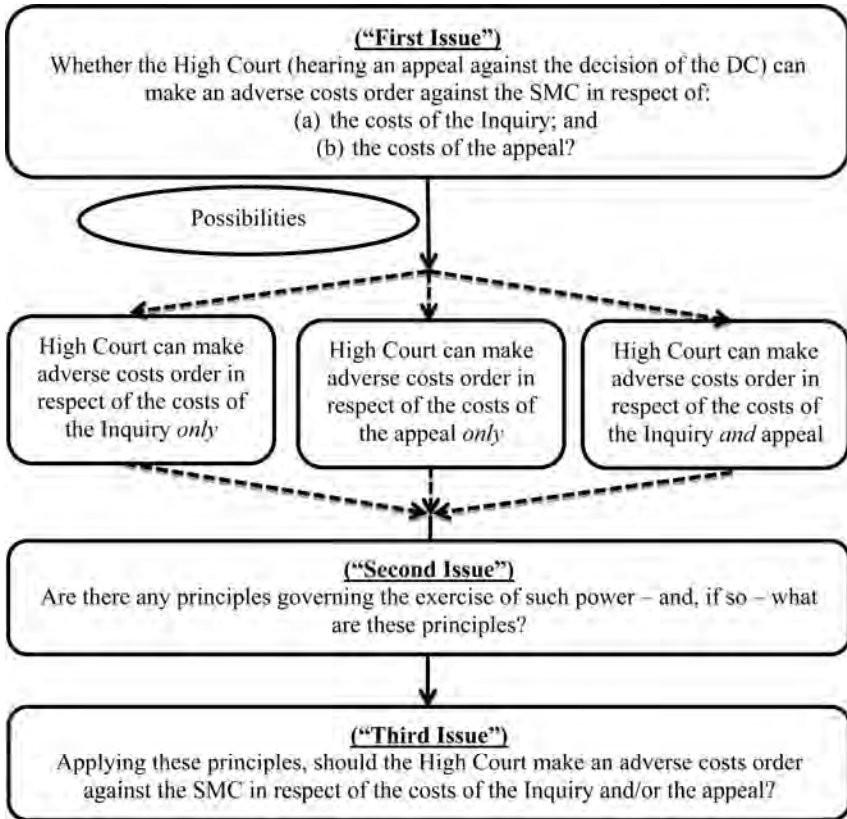 ("First Issue")
Whether the High Court (hearing an appeal against the decision of the DC) can
make an adverse costs order against the SMC in respect of:
(a) the costs of the Inquiry; and
(b) the costs of the appeal?
Possibilities
High Court can make
adverse costs order in
respect of the costs of
the Inquiry only
High Court can make
adverse costs order in
respect of the costs of
the appeal only
High Court can make
adverse costs order in
respect of the costs of
the Inquiry and appeal
("Second Issue")
Are there any principles governing the exercise of such power – and, if so – what
are these principles?
("Third Issue")
Applying these principles, should the High Court make an adverse costs order
against the SMC in respect of the costs of the Inquiry and/or the appeal?